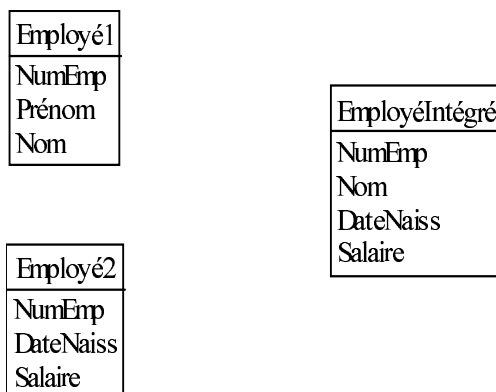 Employé1
NumEmp
Prénom
Nom
EmployéIntégré
NumEmp
Nom
DateNaiss
Salaire
Employé2
NumEmp
DateNaiss
Salaire